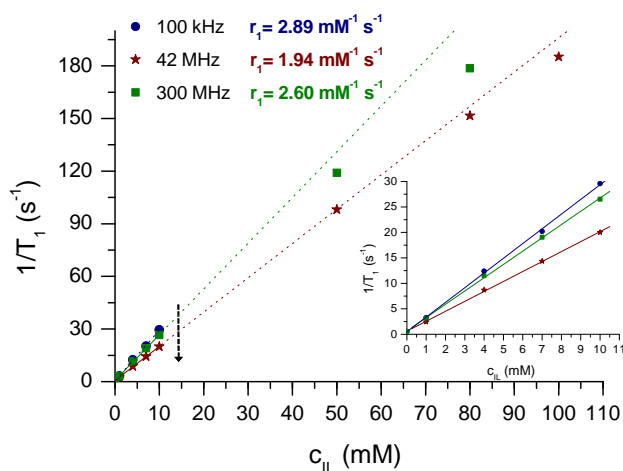 100 kHz r₁= 2.89 mM⁻¹ s⁻¹
42 MHz r₁= 1.94 mM⁻¹ s⁻¹
300 MHz r₁= 2.60 mM⁻¹ s⁻¹
180
150
120
90
60
30
0
1/T₁ (s⁻¹)
0 10 20 30 40 50 60 70 80 90 100 110
c_IL (mM)
30
25
20
15
10
5
0
1/T₁ (s⁻¹)
0 1 2 3 4 5 6 7 8 9 10 11
c_IL (mM)